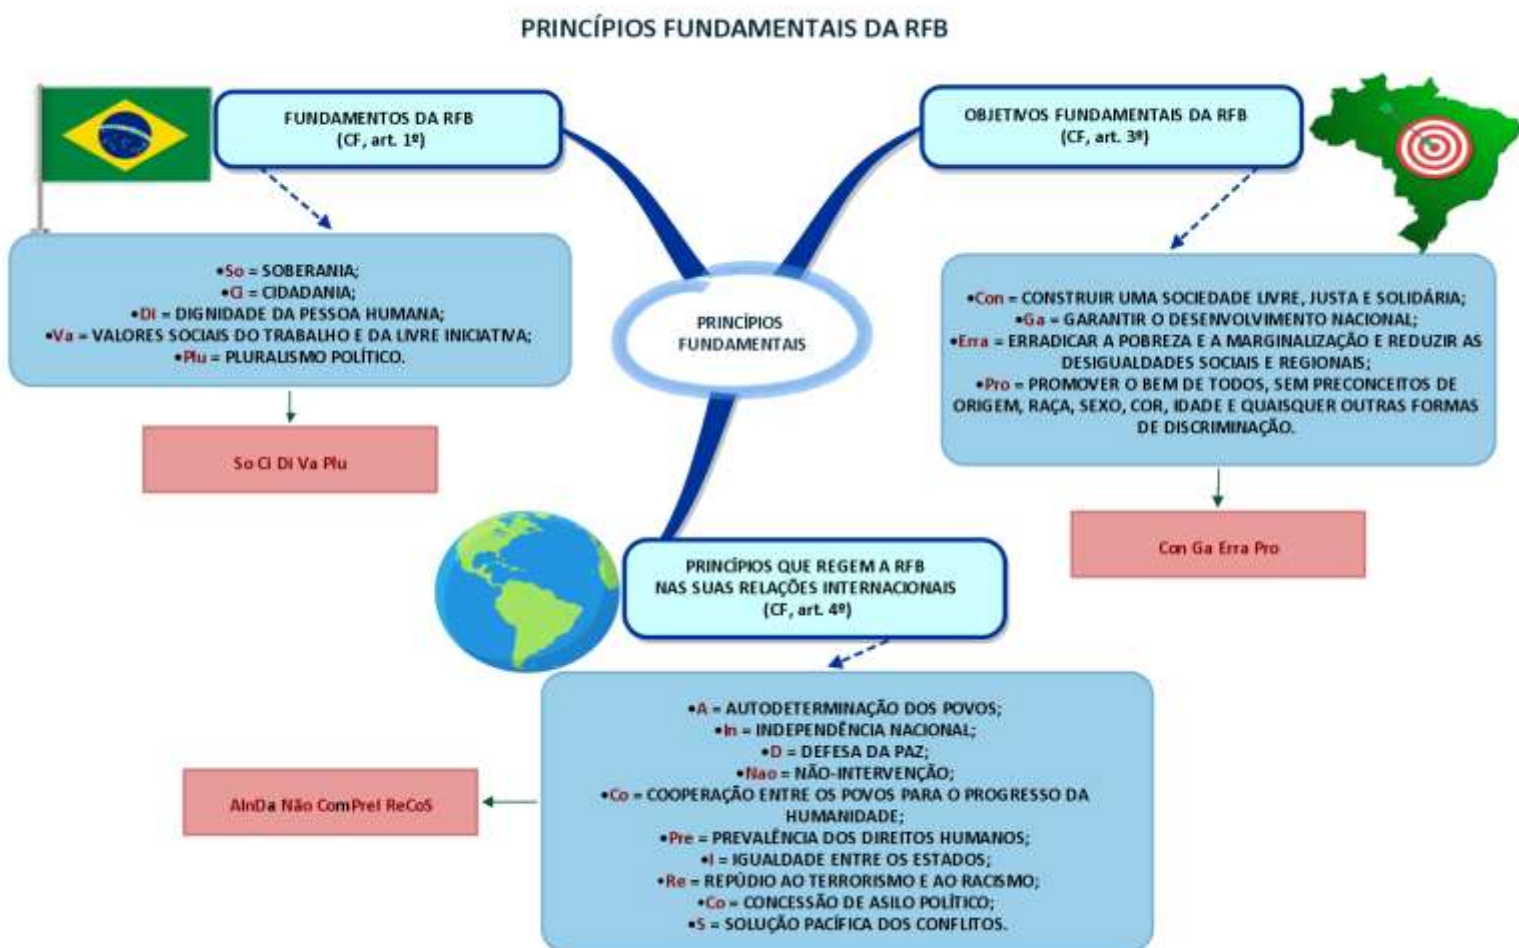 PRINCÍPIOS FUNDAMENTAIS DA RFB
FUNDAMENTOS DA RFB
(CF, art. 1º)
•So = SOBERANIA;
•Ci = CIDADANIA;
•Di = DIGNIDADE DA PESSOA HUMANA;
•Va = VALORES SOCIAIS DO TRABALHO E DA LIVRE INICIATIVA;
•Plu = PLURALISMO POLÍTICO.
So Ci Di Va Plu
OBJETIVOS FUNDAMENTAIS DA RFB
(CF, art. 3º)
•Con = CONSTRUIR UMA SOCIEDADE LIVRE, JUSTA E SOLIDÁRIA;
•Ga = GARANTIR O DESENVOLVIMENTO NACIONAL;
•Erra = ERRADICAR A POBREZA E A MARGINALIZAÇÃO E REDUZIR AS
DESIGUALDADES SOCIAIS E REGIONAIS;
•Pro = PROMOVER O BEM DE TODOS, SEM PRECONCEITOS DE
ORIGEM, RAÇA, SEXO, COR, IDADE E QUAISQUER OUTRAS FORMAS
DE DISCRIMINAÇÃO.
Con Ga Erra Pro
PRINCÍPIOS
FUNDAMENTAIS
PRINCÍPIOS QUE REGEM A RFB
NAS SUAS RELAÇÕES INTERNACIONAIS
(CF, art. 4º)
•A = AUTODETERMINAÇÃO DOS POVOS;
•In = INDEPENDÊNCIA NACIONAL;
•D = DEFESA DA PAZ;
•Nao = NÃO-INTERVENÇÃO;
•Co = COOPERAÇÃO ENTRE OS POVOS PARA O PROGRESSO DA
HUMANIDADE;
•Pre = PREVALÊNCIA DOS DIREITOS HUMANOS;
•I = IGUALDADE ENTRE OS ESTADOS;
•Re = REPÚDIO AO TERRORISMO E AO RACISMO;
•Co = CONCESSÃO DE ASILO POLÍTICO;
•S = SOLUÇÃO PACÍFICA DOS CONFLITOS.
AInDa Não ComPreI ReCoS